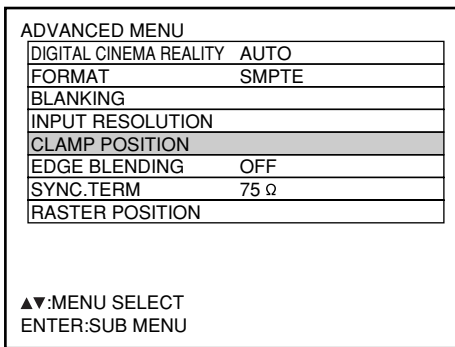 ADVANCED MENU
DIGITAL CINEMA REALITY AUTO
FORMAT SMPTE
BLANKING
INPUT RESOLUTION
CLAMP POSITION
EDGE BLENDING OFF
SYNC.TERM 75 Ω
RASTER POSITION
▲▼:MENU SELECT
ENTER:SUB MENU